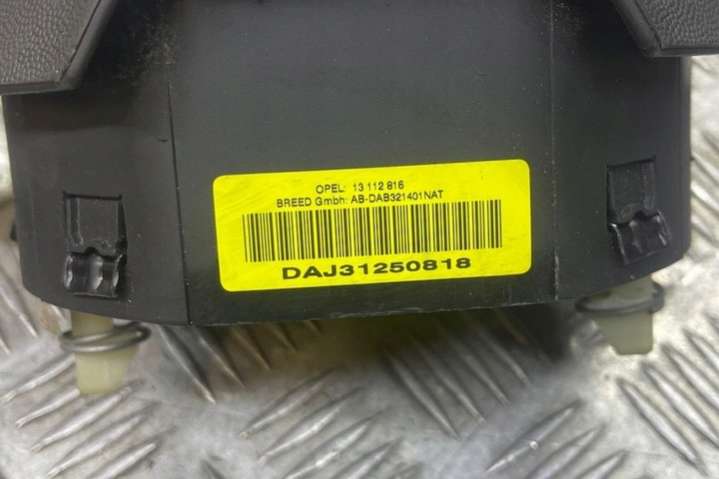 OPEL: 13 112 816
BREED Gmbh: AB-DAB321401NAT
DAJ31250818